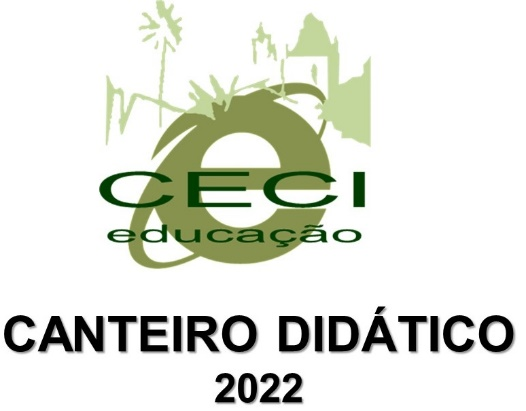 CECI
educação
CANTEIRO DIDÁTICO
2022